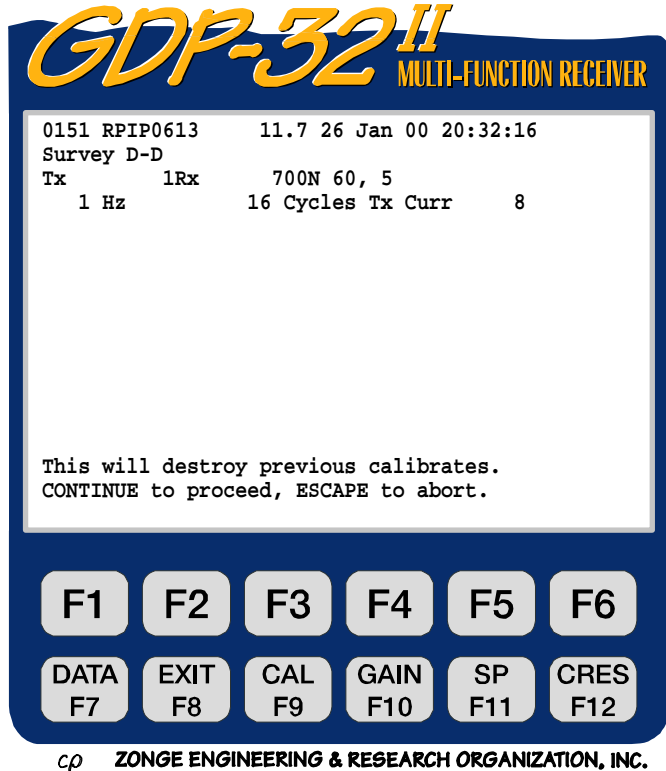 GDP-32 II
MULTI-FUNCTION RECEIVER
0151 RPIP0613 11.7 26 Jan 00 20:32:16
Survey D-D
Tx 1Rx 700N 60, 5
1 Hz 16 Cycles Tx Curr 8
This will destroy previous calibrates.
CONTINUE to proceed, ESCAPE to abort.
F1 F2 F3 F4 F5 F6
DATA EXIT CAL GAIN SP CRES
F7 F8 F9 F10 F11 F12
ZONGE ENGINEERING & RESEARCH ORGANIZATION, INC.